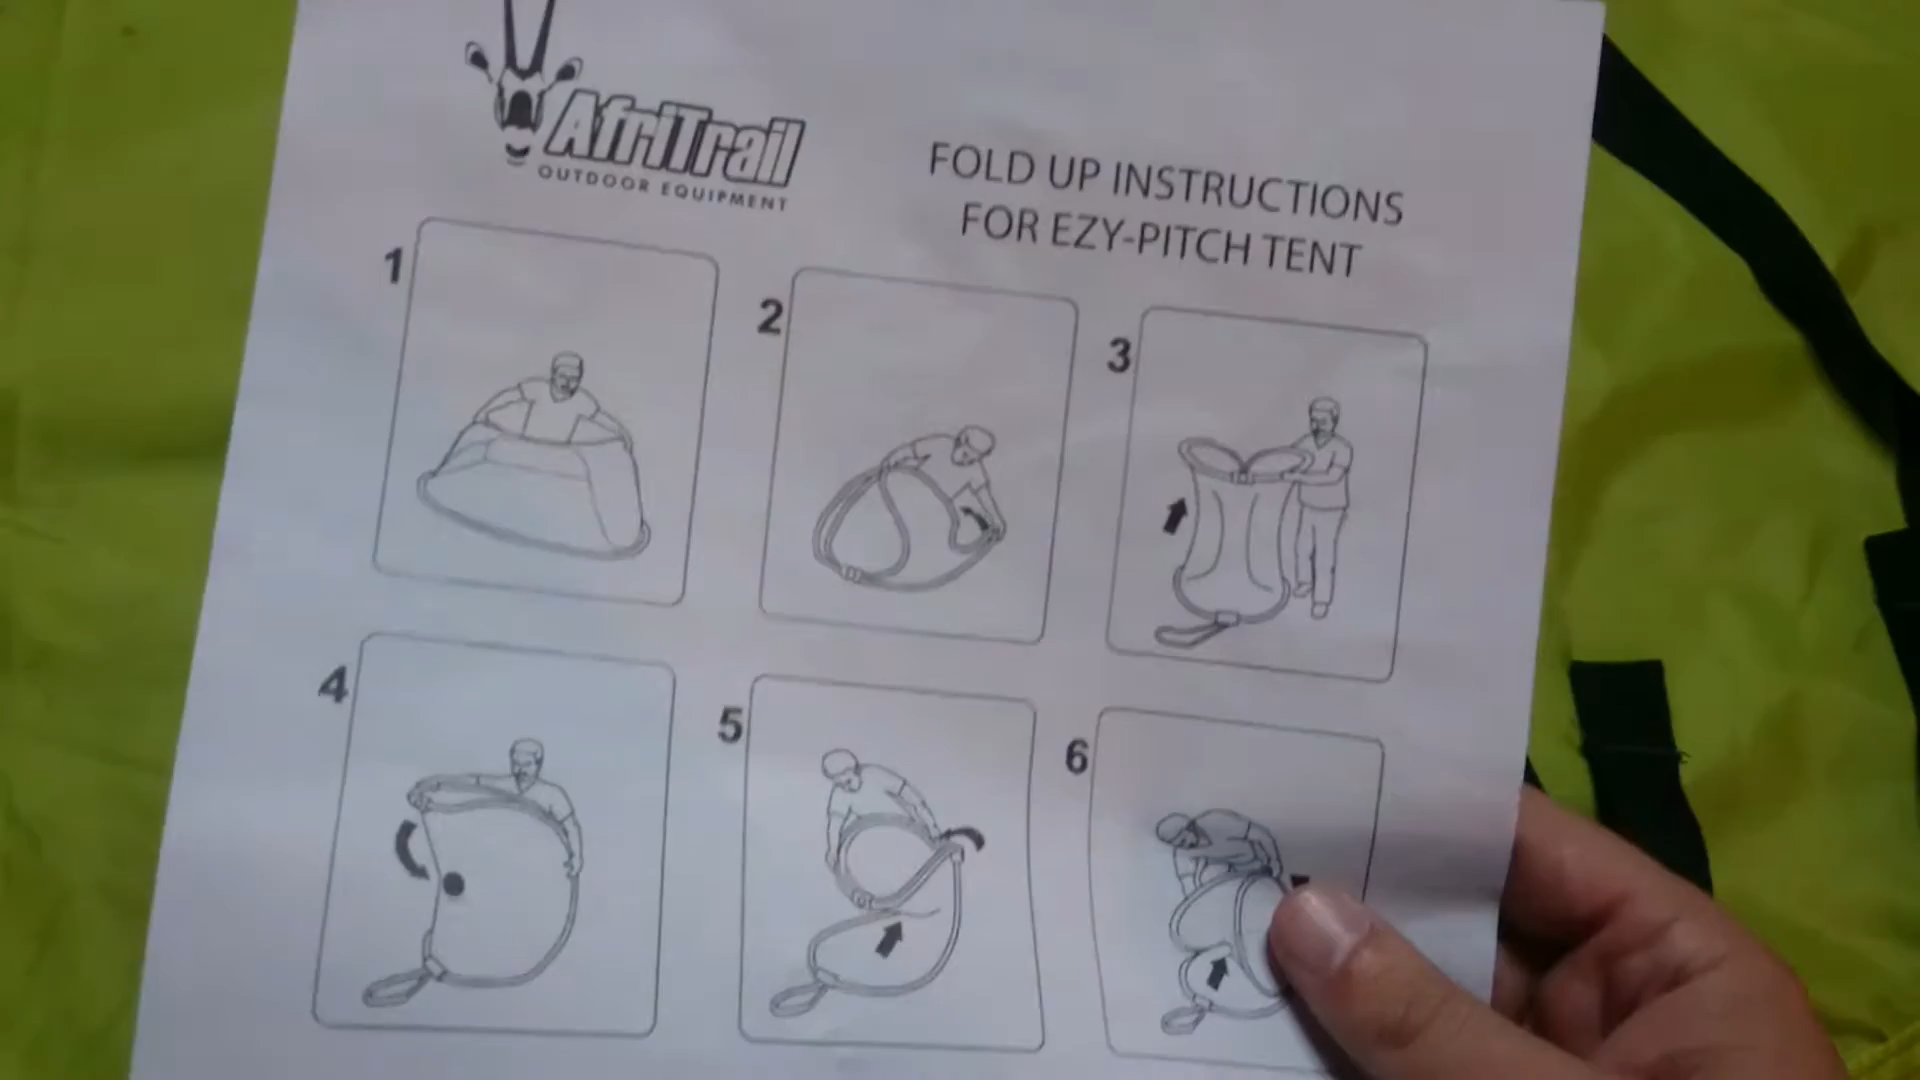 AfriTrail
OUTDOOR EQUIPMENT
FOLD UP INSTRUCTIONS
FOR EZY-PITCH TENT
1
2
3
4
5
6